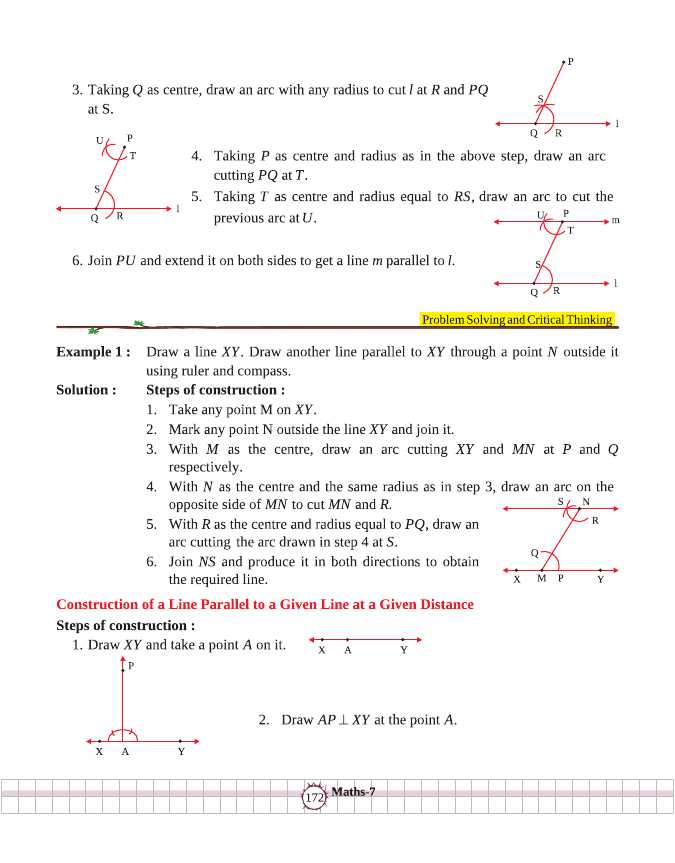 P
3. Taking Q as centre, draw an arc with any radius to cut l at R and PQ
at S.
S
Q R l
U P
T
S
Q R l
4. Taking P as centre and radius as in the above step, draw an arc
cutting PQ at T.
5. Taking T as centre and radius equal to RS, draw an arc to cut the
previous arc at U.
U P m
T
S
Q R l
6. Join PU and extend it on both sides to get a line m parallel to l.
Problem Solving and Critical Thinking
Example 1 : Draw a line XY. Draw another line parallel to XY through a point N outside it
using ruler and compass.
Solution : Steps of construction :
1. Take any point M on XY.
2. Mark any point N outside the line XY and join it.
3. With M as the centre, draw an arc cutting XY and MN at P and Q
respectively.
4. With N as the centre and the same radius as in step 3, draw an arc on the
opposite side of MN to cut MN and R.
5. With R as the centre and radius equal to PQ, draw an
arc cutting the arc drawn in step 4 at S.
6. Join NS and produce it in both directions to obtain
the required line.
S N
R
Q
X M P Y
Construction of a Line Parallel to a Given Line at a Given Distance
Steps of construction :
1. Draw XY and take a point A on it.
X A Y
P
X A Y
2. Draw AP ⊥ XY at the point A.
172 Maths-7